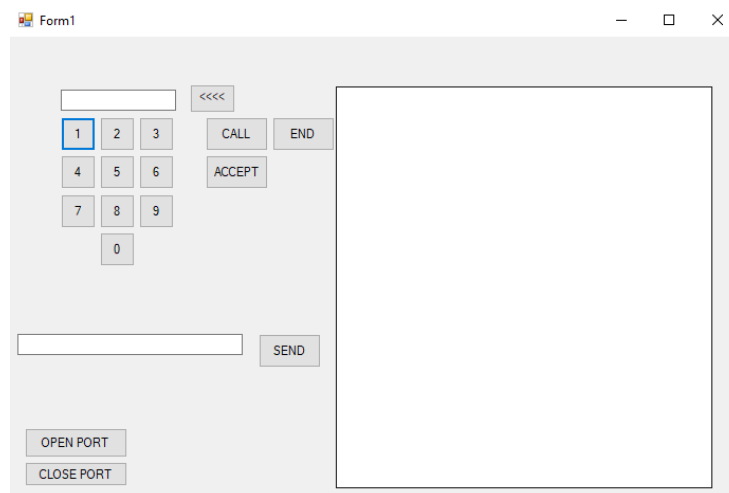 Form1
<<<<
1 2 3 CALL END
4 5 6 ACCEPT
7 8 9
0
SEND
OPEN PORT
CLOSE PORT